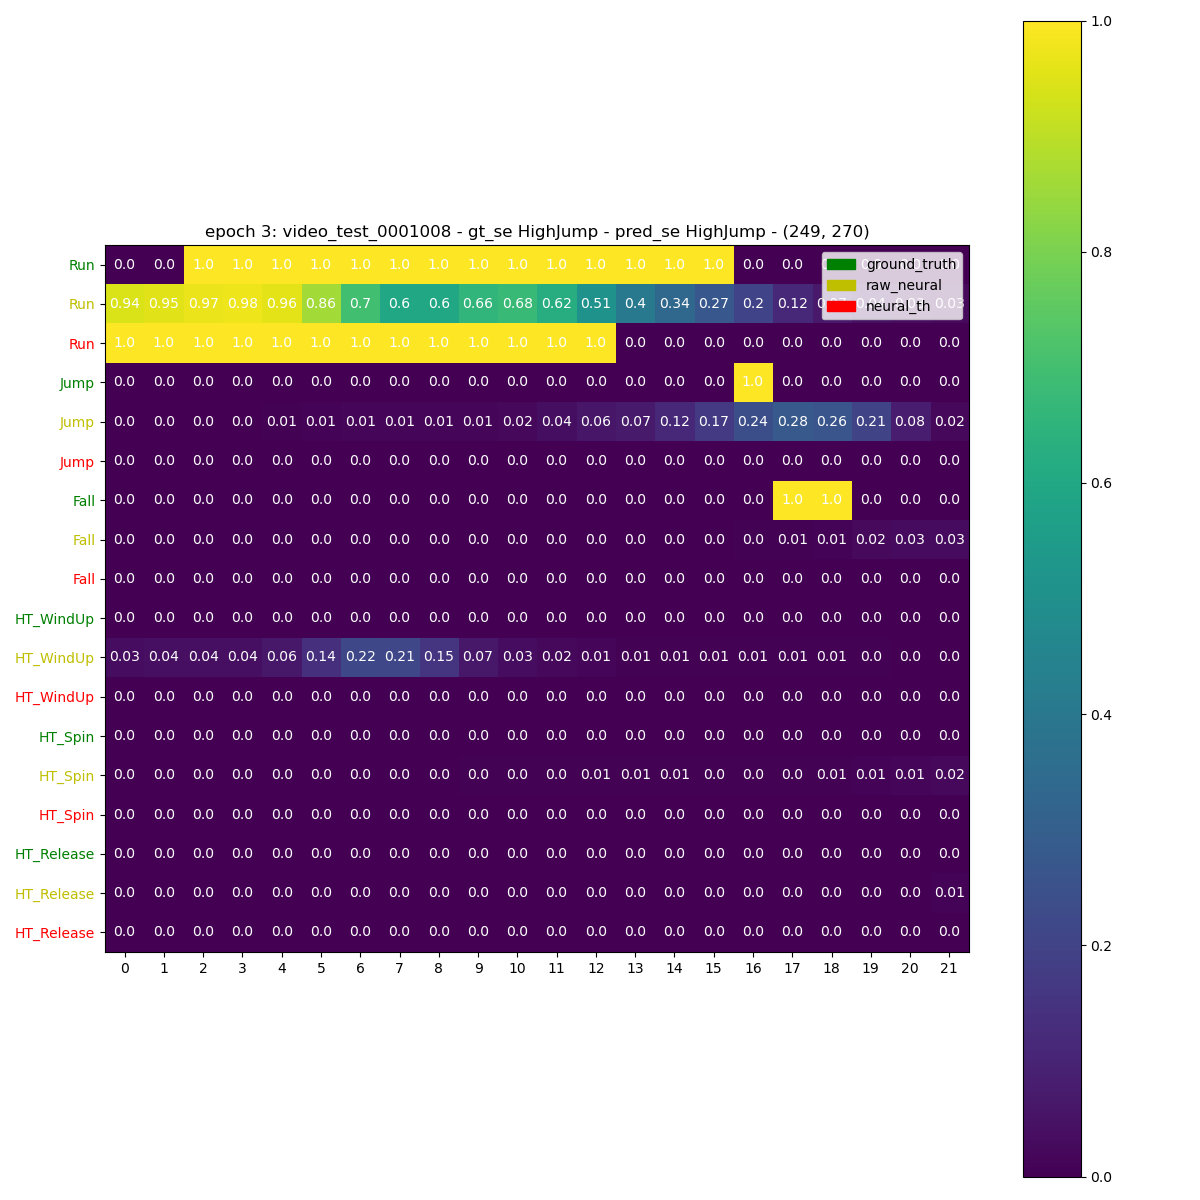 epoch 3: video_test_0001008 - gt_se HighJump - pred_se HighJump - (249, 270)
Run 0.0 0.0 1.0 1.0 1.0 1.0 1.0 1.0 1.0 1.0 1.0 1.0 1.0 1.0 1.0 1.0 0.0 0.0
Run 0.94 0.95 0.97 0.98 0.96 0.86 0.7 0.6 0.6 0.66 0.68 0.62 0.51 0.4 0.34 0.27 0.2 0.12 0.03
Run 1.0 1.0 1.0 1.0 1.0 1.0 1.0 1.0 1.0 1.0 1.0 1.0 1.0 0.0 0.0 0.0 0.0 0.0 0.0 0.0 0.0 0.0
Jump 0.0 0.0 0.0 0.0 0.0 0.0 0.0 0.0 0.0 0.0 0.0 0.0 0.0 0.0 0.0 0.0 1.0 0.0 0.0 0.0 0.0 0.0
Jump 0.0 0.0 0.0 0.0 0.01 0.01 0.01 0.01 0.01 0.01 0.02 0.04 0.06 0.07 0.12 0.17 0.24 0.28 0.26 0.21 0.08 0.02
Jump 0.0 0.0 0.0 0.0 0.0 0.0 0.0 0.0 0.0 0.0 0.0 0.0 0.0 0.0 0.0 0.0 0.0 0.0 0.0 0.0 0.0 0.0
Fall 0.0 0.0 0.0 0.0 0.0 0.0 0.0 0.0 0.0 0.0 0.0 0.0 0.0 0.0 0.0 0.0 0.0 1.0 1.0 0.0 0.0 0.0
Fall 0.0 0.0 0.0 0.0 0.0 0.0 0.0 0.0 0.0 0.0 0.0 0.0 0.0 0.0 0.0 0.0 0.0 0.01 0.01 0.02 0.03 0.03
Fall 0.0 0.0 0.0 0.0 0.0 0.0 0.0 0.0 0.0 0.0 0.0 0.0 0.0 0.0 0.0 0.0 0.0 0.0 0.0 0.0 0.0 0.0
HT_WindUp 0.0 0.0 0.0 0.0 0.0 0.0 0.0 0.0 0.0 0.0 0.0 0.0 0.0 0.0 0.0 0.0 0.0 0.0 0.0 0.0 0.0 0.0
HT_WindUp 0.03 0.04 0.04 0.04 0.06 0.14 0.22 0.21 0.15 0.07 0.03 0.02 0.01 0.01 0.01 0.01 0.01 0.01 0.01 0.0 0.0 0.0
HT_WindUp 0.0 0.0 0.0 0.0 0.0 0.0 0.0 0.0 0.0 0.0 0.0 0.0 0.0 0.0 0.0 0.0 0.0 0.0 0.0 0.0 0.0 0.0
HT_Spin 0.0 0.0 0.0 0.0 0.0 0.0 0.0 0.0 0.0 0.0 0.0 0.0 0.0 0.0 0.0 0.0 0.0 0.0 0.0 0.0 0.0 0.0
HT_Spin 0.0 0.0 0.0 0.0 0.0 0.0 0.0 0.0 0.0 0.0 0.0 0.0 0.01 0.01 0.01 0.0 0.0 0.0 0.01 0.01 0.01 0.02
HT_Spin 0.0 0.0 0.0 0.0 0.0 0.0 0.0 0.0 0.0 0.0 0.0 0.0 0.0 0.0 0.0 0.0 0.0 0.0 0.0 0.0 0.0 0.0
HT_Release 0.0 0.0 0.0 0.0 0.0 0.0 0.0 0.0 0.0 0.0 0.0 0.0 0.0 0.0 0.0 0.0 0.0 0.0 0.0 0.0 0.0 0.0
HT_Release 0.0 0.0 0.0 0.0 0.0 0.0 0.0 0.0 0.0 0.0 0.0 0.0 0.0 0.0 0.0 0.0 0.0 0.0 0.0 0.0 0.0 0.01
HT_Release 0.0 0.0 0.0 0.0 0.0 0.0 0.0 0.0 0.0 0.0 0.0 0.0 0.0 0.0 0.0 0.0 0.0 0.0 0.0 0.0 0.0 0.0
0 1 2 3 4 5 6 7 8 9 10 11 12 13 14 15 16 17 18 19 20 21
ground_truth
raw_neural
neural_th
1.0
0.8
0.6
0.4
0.2
0.0